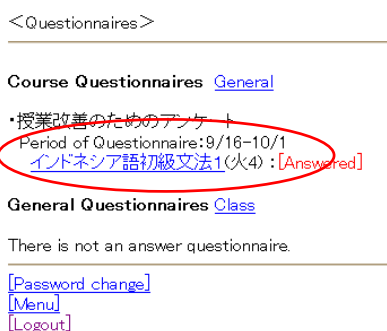 ＜Questionnaires＞
Course Questionnaires General
・授業改善のためのアンケート
Period of Questionnaire：9/16-10/1
インドネシア語初級文法1(火4)：[Answered]
General Questionnaires Class
There is not an answer questionnaire.
[Password change]
[Menu]
[Logout]